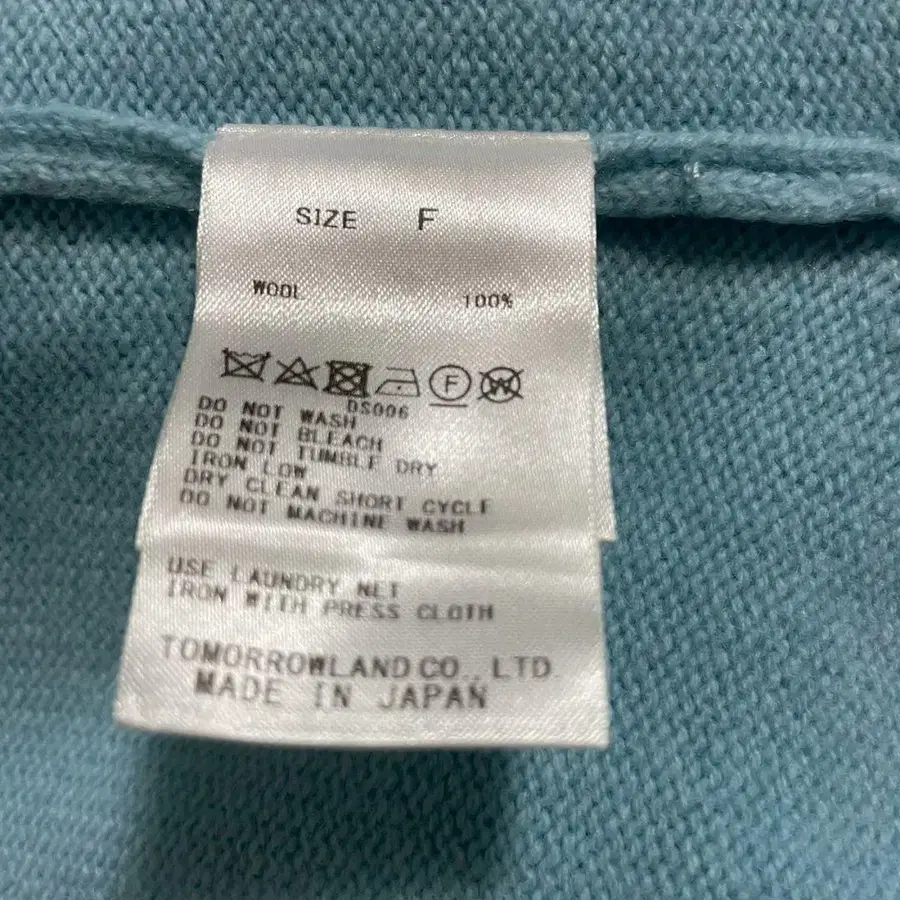 SIZE F
WOOL 100%
F W
DS006
DO NOT WASH
DO NOT BLEACH
DO NOT TUMBLE DRY
IRON LOW
DRY CLEAN SHORT CYCLE
DO NOT MACHINE WASH
USE LAUNDRY NET
IRON WITH PRESS CLOTH
TOMORROWLAND CO., LTD.
MADE IN JAPAN